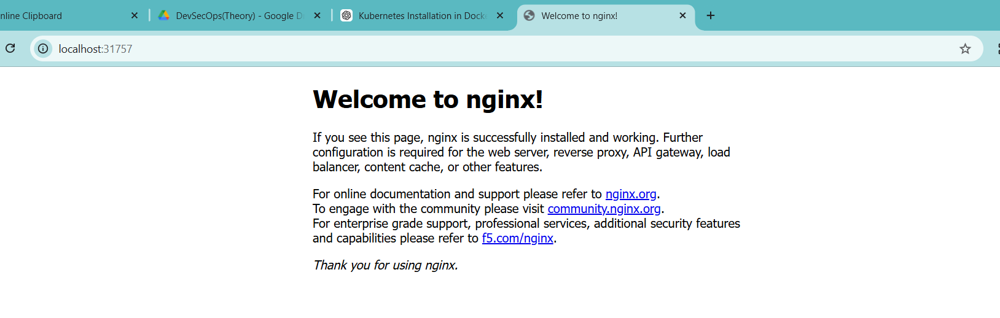 nline Clipboard
DevSecOps(Theory) - Google D
Kubernetes Installation in Dock
Welcome to nginx!
localhost:31757
Welcome to nginx!
If you see this page, nginx is successfully installed and working. Further
configuration is required for the web server, reverse proxy, API gateway, load
balancer, content cache, or other features.
For online documentation and support please refer to nginx.org.
To engage with the community please visit community.nginx.org.
For enterprise grade support, professional services, additional security features
and capabilities please refer to f5.com/nginx.
Thank you for using nginx.